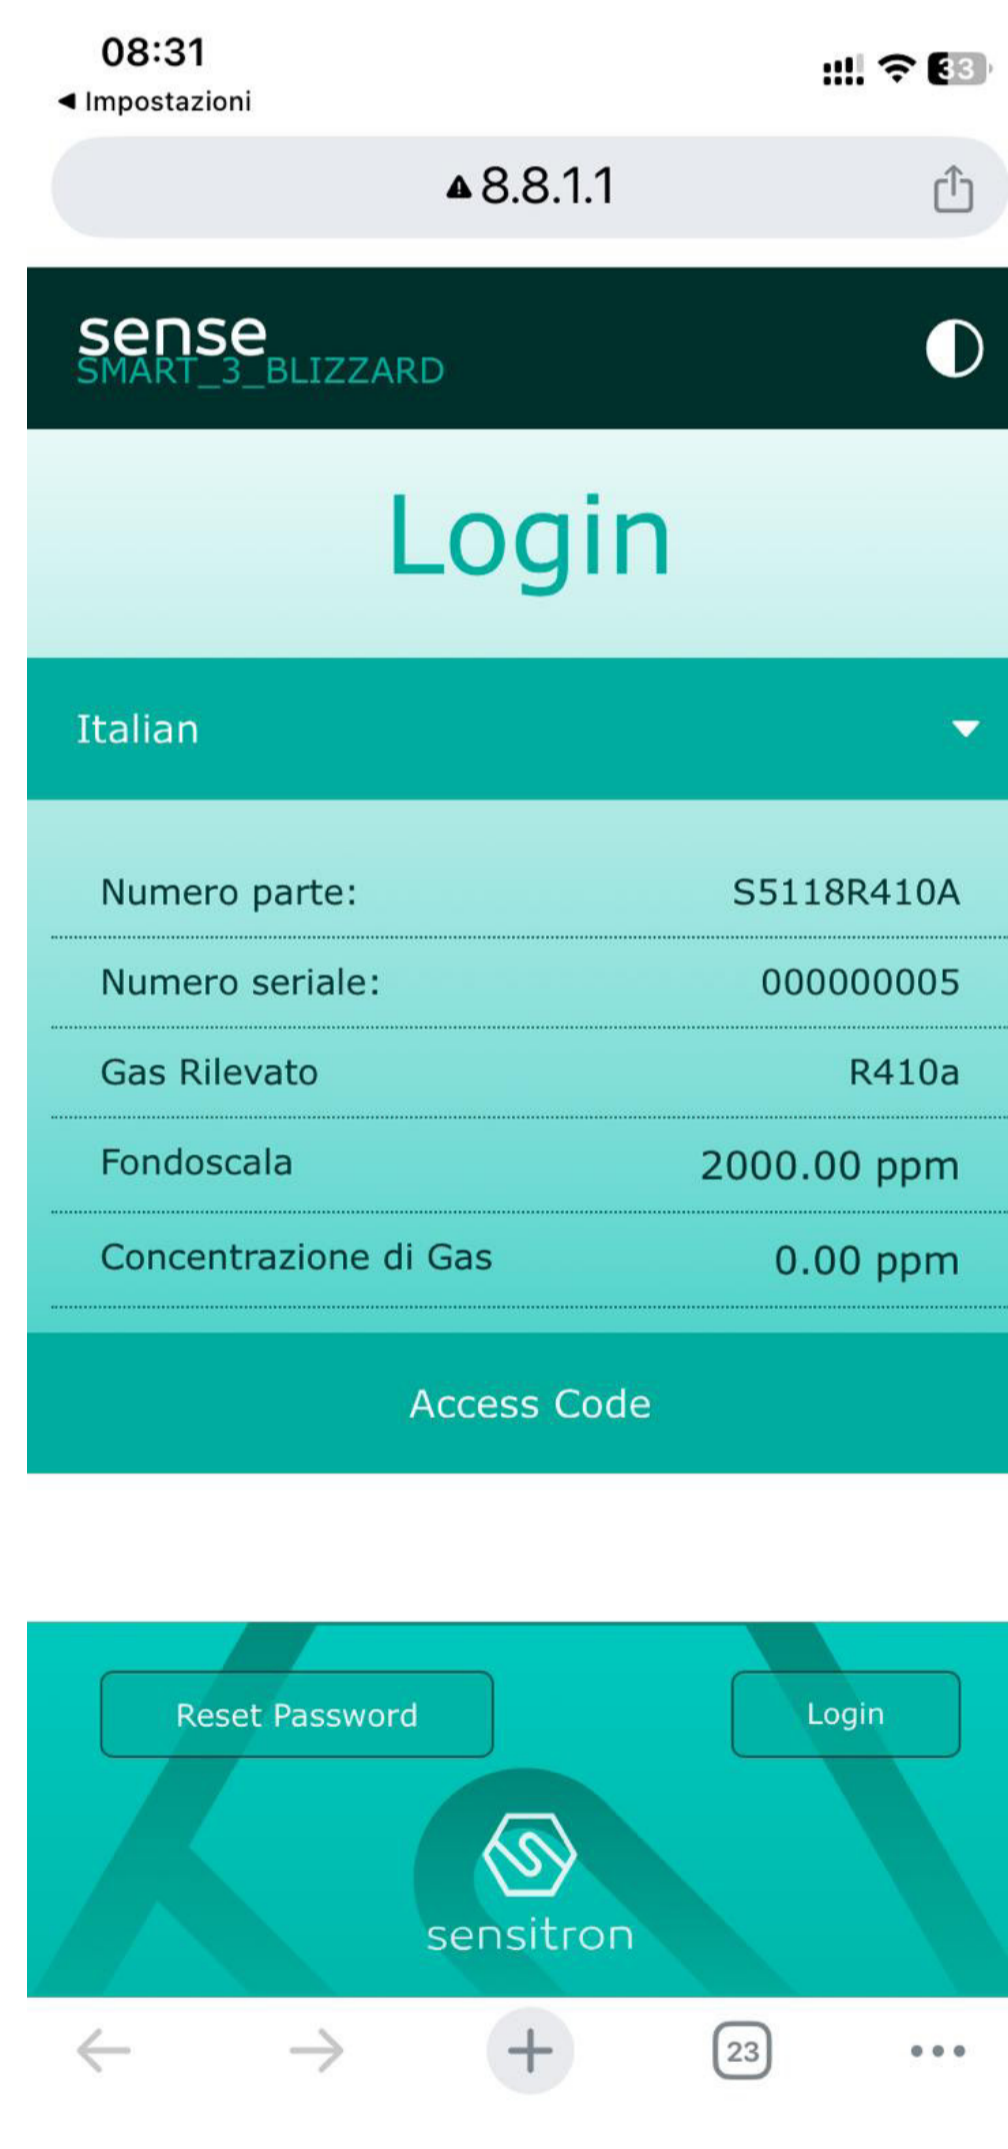 08:31
33
◀ Impostazioni
8.8.1.1
sense
SMART_3_BLIZZARD
Login
Italian
Numero parte: S5118R410A
Numero seriale: 000000005
Gas Rilevato R410a
Fondoscala 2000.00 ppm
Concentrazione di Gas 0.00 ppm
Access Code
Reset Password Login
sensitron
23